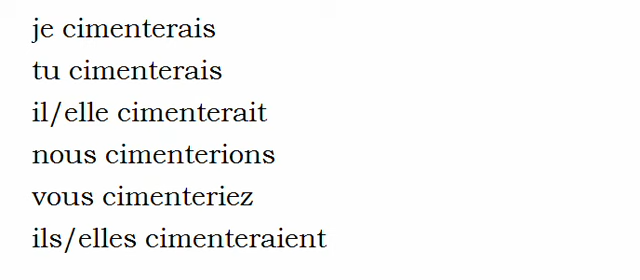 je cimenterais
tu cimenterais
il/elle cimenterait
nous cimenterions
vous cimenteriez
ils/elles cimenteraient